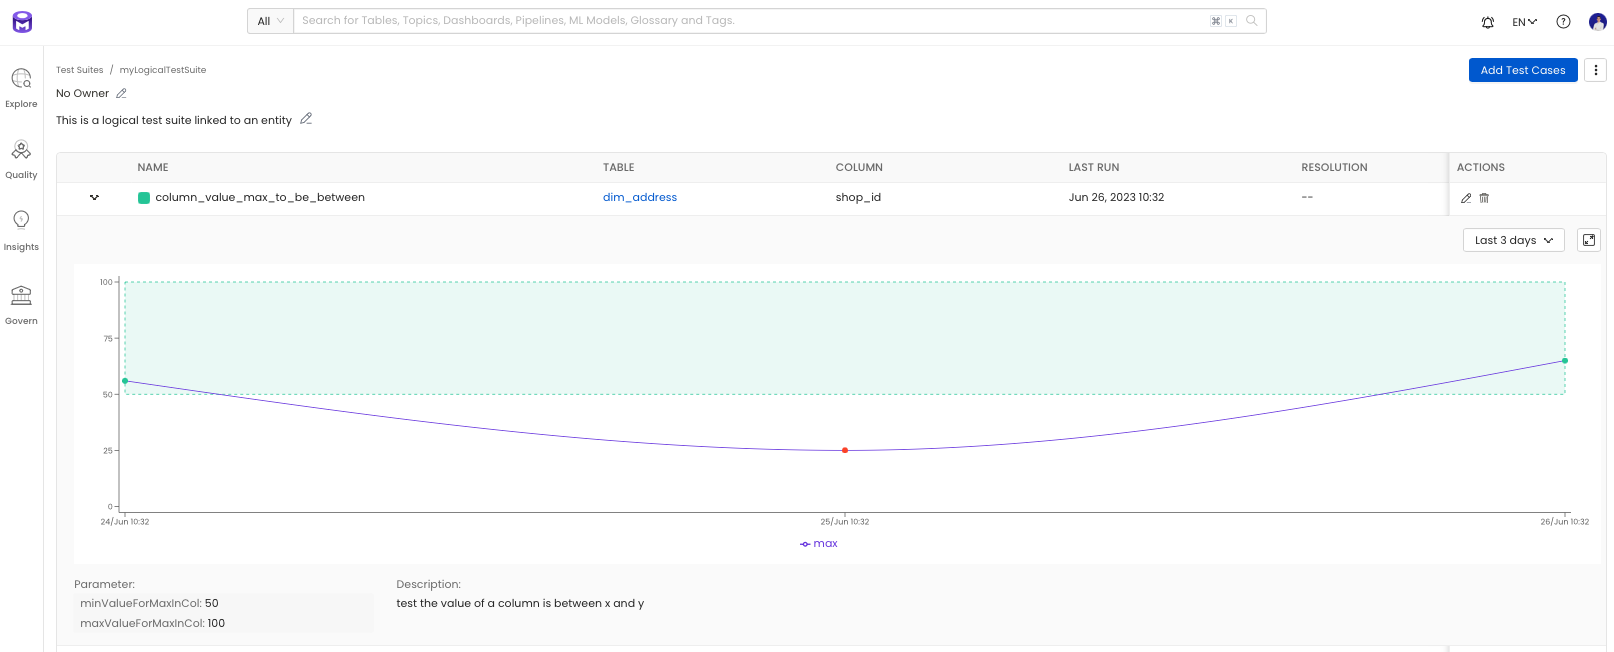 All
Search for Tables, Topics, Dashboards, Pipelines, ML Models, Glossary and Tags.
⌘ K
EN
Test Suites / myLogicalTestSuite
Add Test Cases
No Owner
This is a logical test suite linked to an entity
Explore
Quality
Insights
Govern
NAME TABLE COLUMN LAST RUN RESOLUTION ACTIONS
column_value_max_to_be_between dim_address shop_id Jun 26, 2023 10:32 --
Last 3 days
100
75
50
25
0
24/Jun 10:32 25/Jun 10:32 26/Jun 10:32
max
Parameter: Description:
minValueForMaxInCol: 50 test the value of a column is between x and y
maxValueForMaxInCol: 100